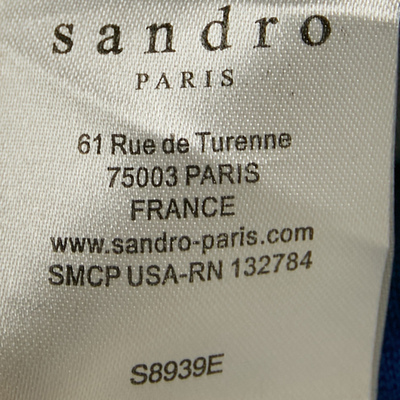 sandro
PARIS
61 Rue de Turenne
75003 PARIS
FRANCE
www.sandro-paris.com
SMCP USA-RN 132784
S8939E